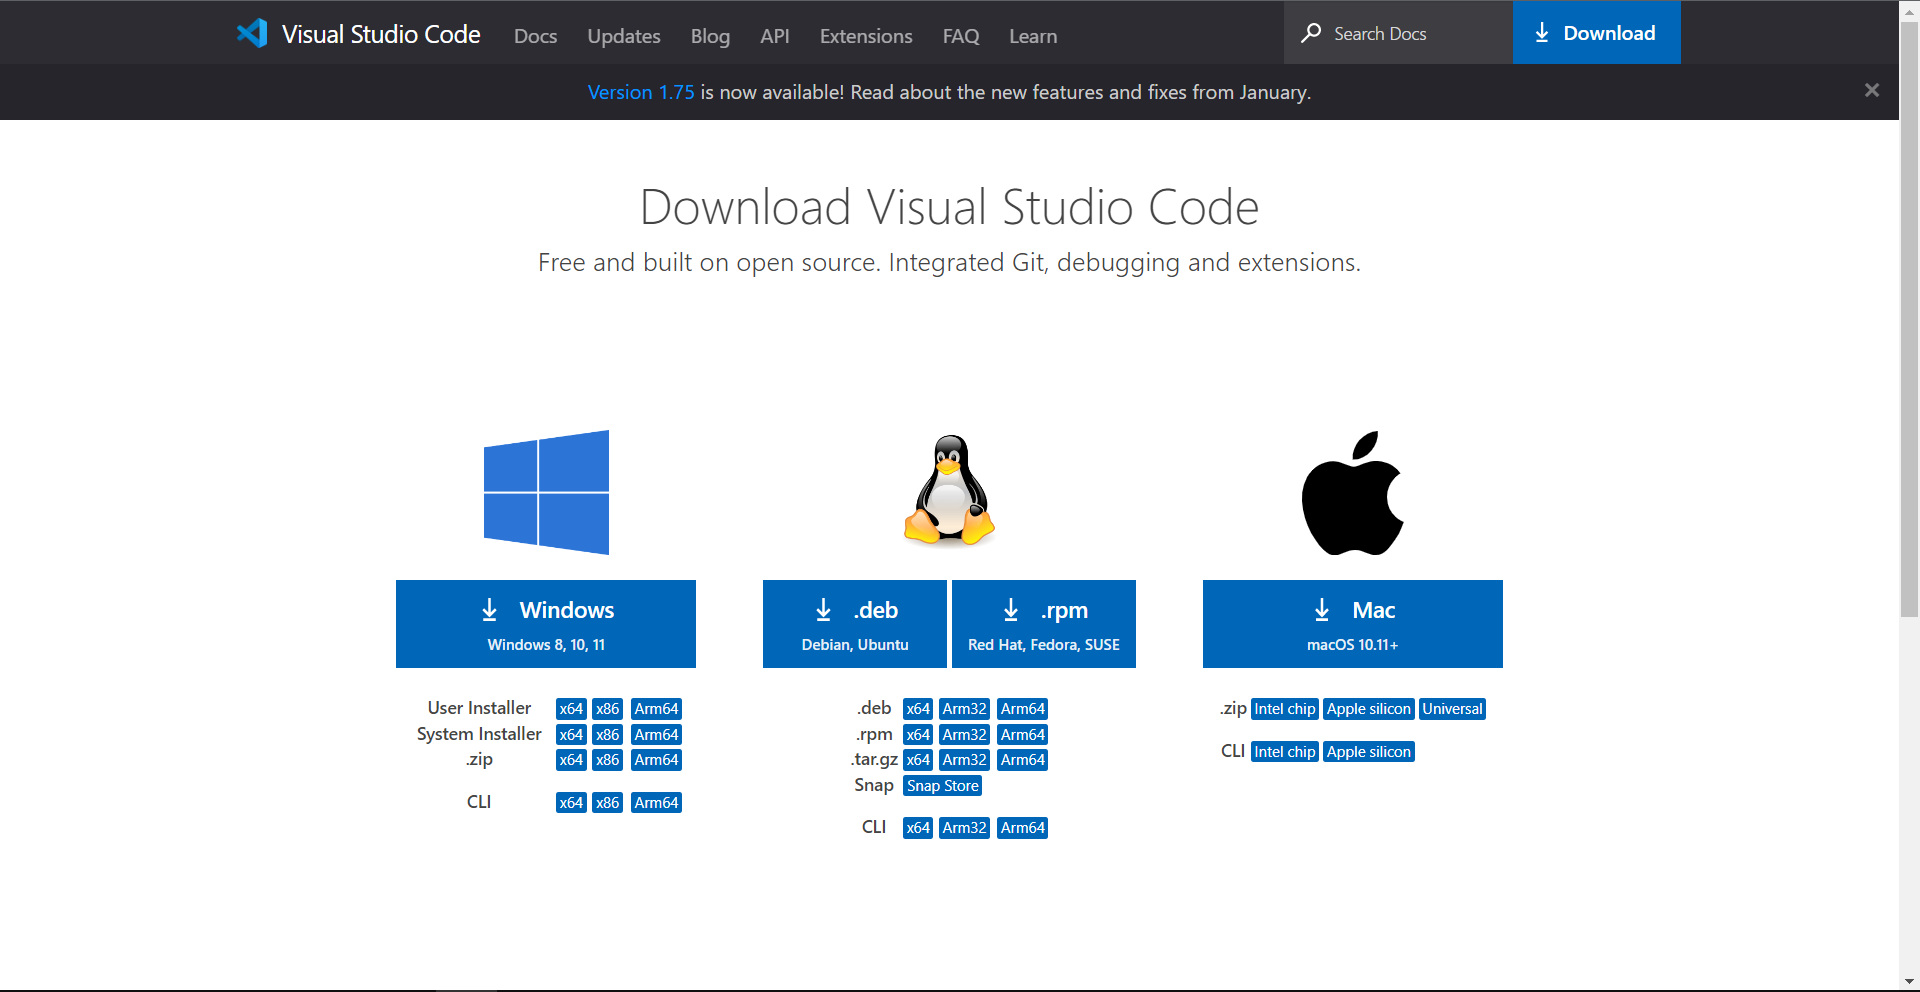 Visual Studio Code Docs Updates Blog API Extensions FAQ Learn Search Docs Download
Version 1.75 is now available! Read about the new features and fixes from January.
Download Visual Studio Code
Free and built on open source. Integrated Git, debugging and extensions.
Windows
Windows 8, 10, 11
User Installer x64 x86 Arm64
System Installer x64 x86 Arm64
.zip x64 x86 Arm64
CLI x64 x86 Arm64
.deb
Debian, Ubuntu
.rpm
Red Hat, Fedora, SUSE
.deb x64 Arm32 Arm64
.rpm x64 Arm32 Arm64
.tar.gz x64 Arm32 Arm64
Snap Snap Store
CLI x64 Arm32 Arm64
Mac
macOS 10.11+
.zip Intel chip Apple silicon Universal
CLI Intel chip Apple silicon